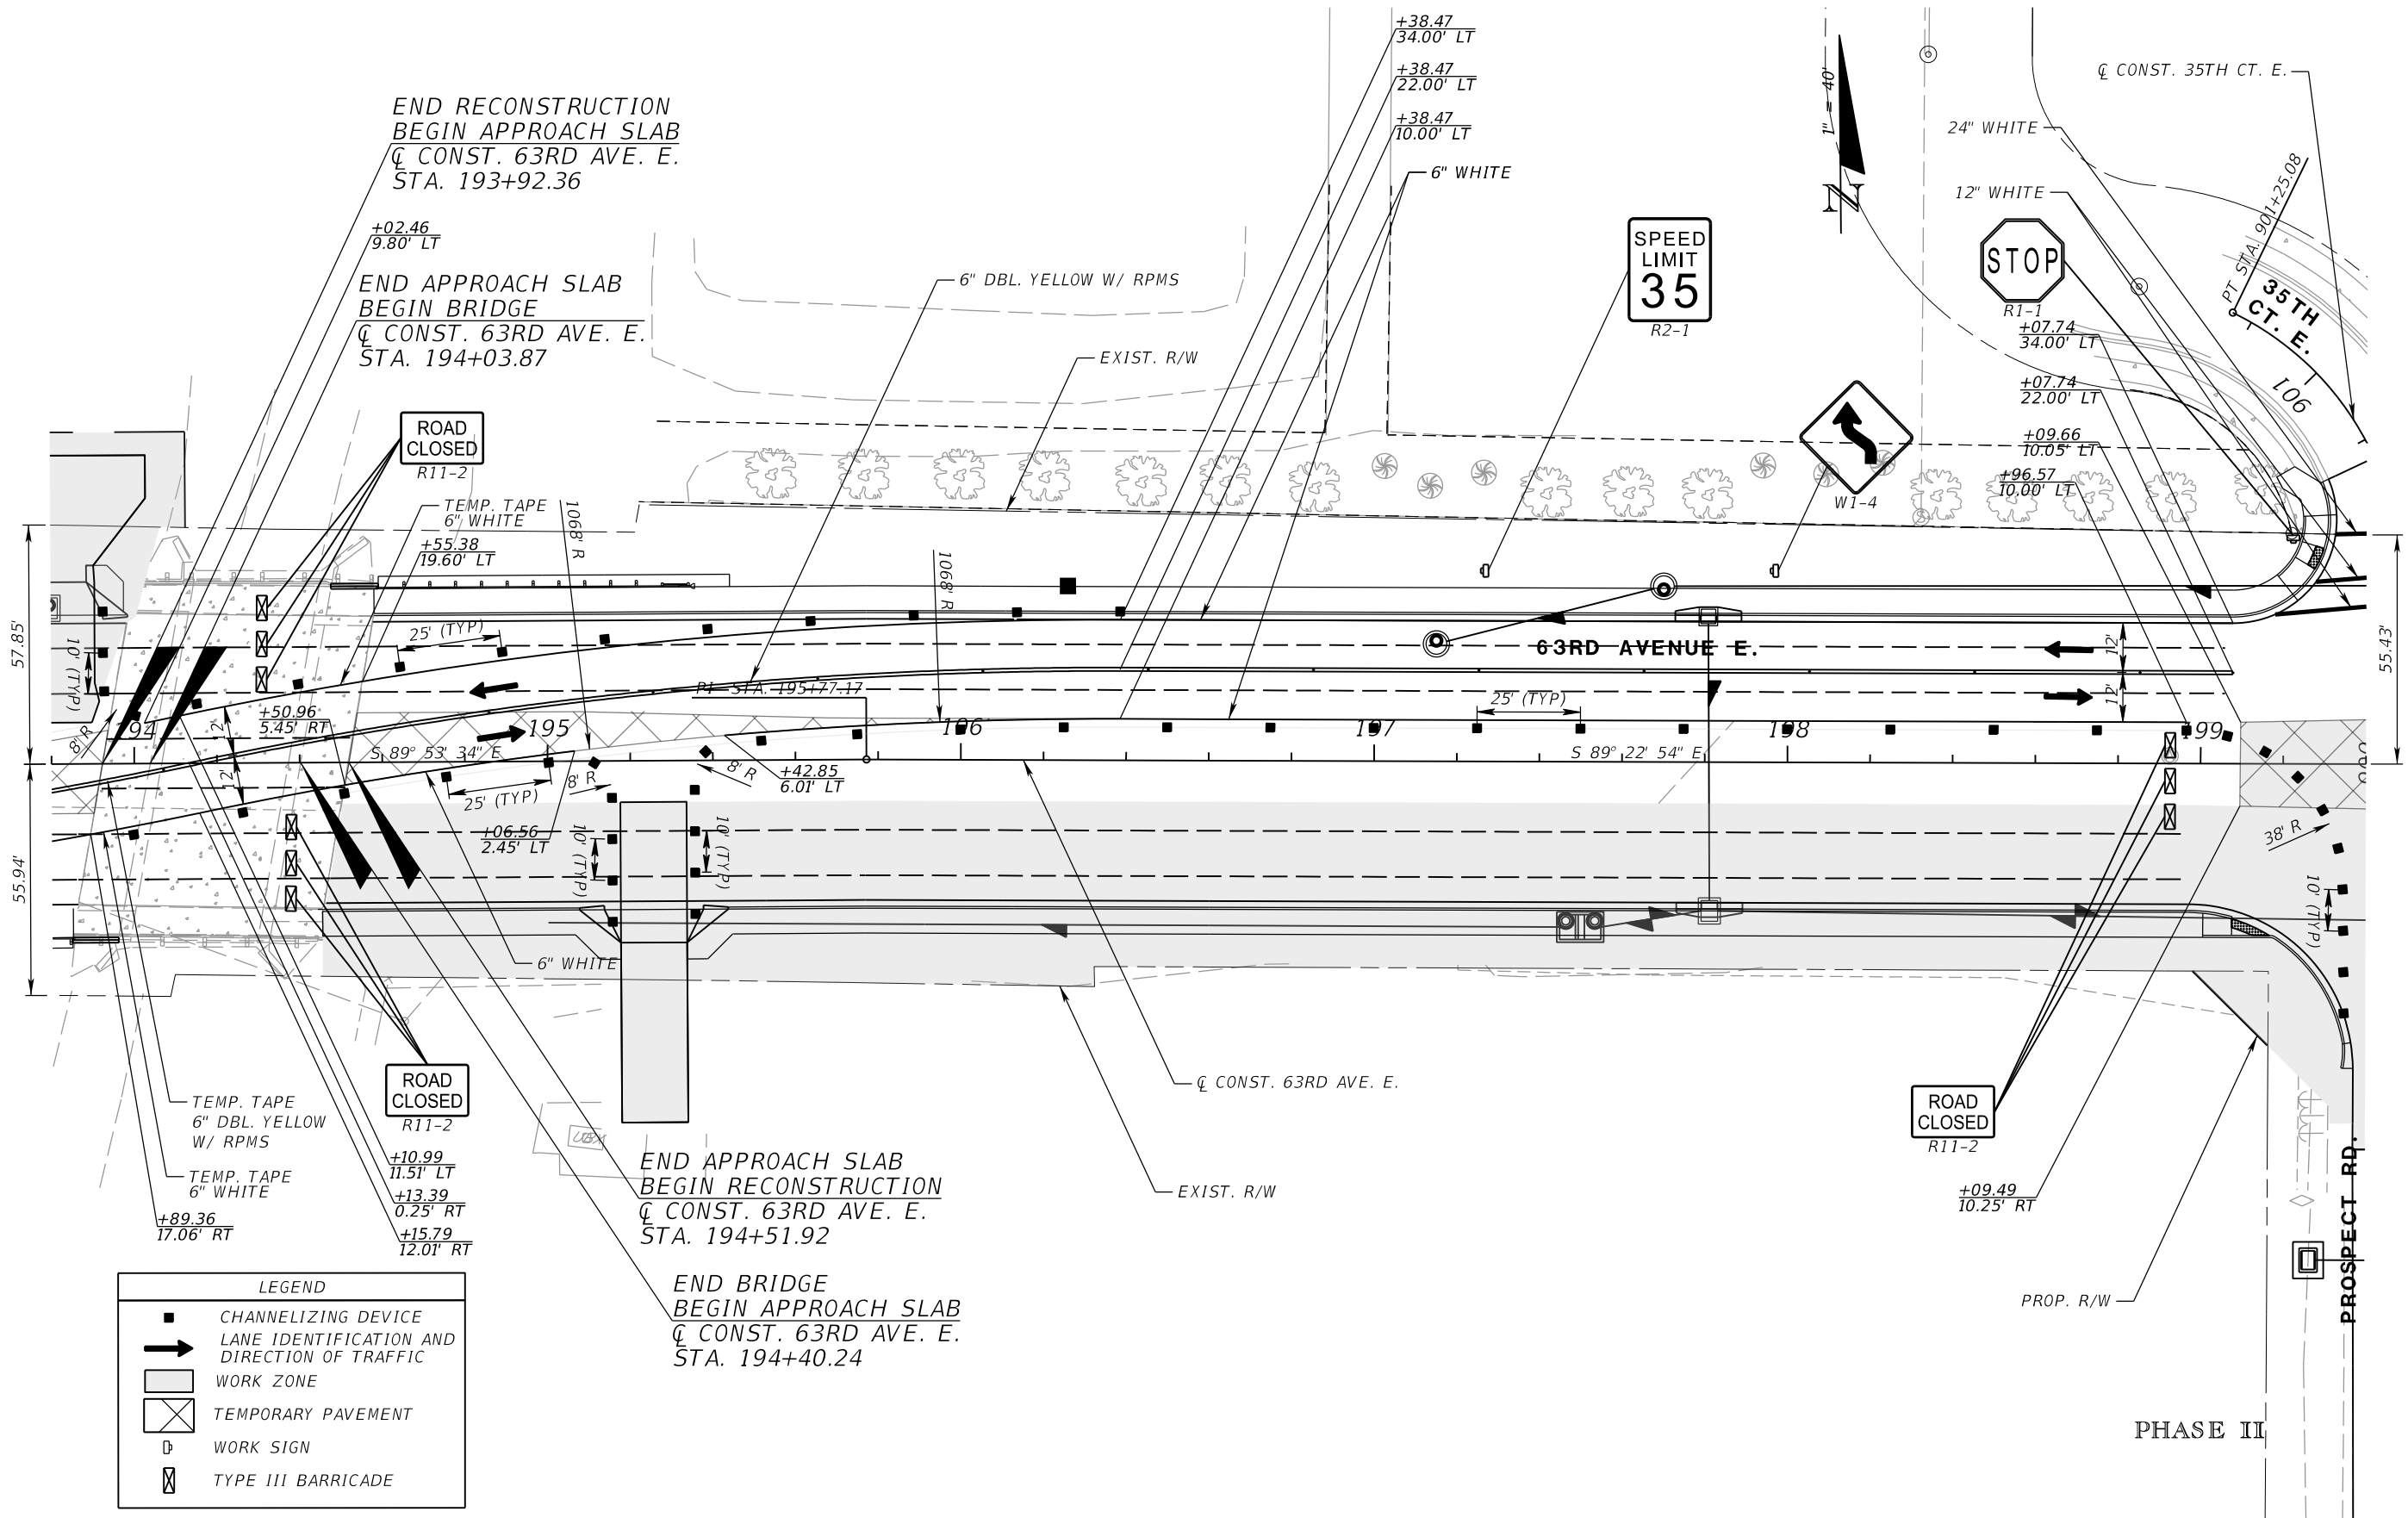 +38.47
34.00' LT
+38.47
22.00' LT
+38.47
10.00' LT
6" WHITE
1" = 40'
N
℄ CONST. 35TH CT. E.
24" WHITE
12" WHITE
PT STA. 901+25.08
35TH
CT. E.
901
END RECONSTRUCTION
BEGIN APPROACH SLAB
℄ CONST. 63RD AVE. E.
STA. 193+92.36
+02.46
9.80' LT
END APPROACH SLAB
BEGIN BRIDGE
℄ CONST. 63RD AVE. E.
STA. 194+03.87
6" DBL. YELLOW W/ RPMS
EXIST. R/W
SPEED
LIMIT
35
R2-1
STOP
R1-1
+07.74
34.00' LT
+07.74
22.00' LT
+09.66
10.05' LT
+96.57
10.00' LT
W1-4
ROAD
CLOSED
R11-2
TEMP. TAPE
6" WHITE
+55.38
19.60' LT
1068' R
1068' R
57.85'
10' (TYP)
25' (TYP)
63RD AVENUE E.
12'
12'
55.43'
PI STA. 195+77.17
25' (TYP)
+50.96
5.45' RT
8' R
12'
12'
194
195
196
197
198
199
S 89° 53' 34" E
S 89° 22' 54" E
25' (TYP)
8' R
8' R
+42.85
6.01' LT
+06.56
2.45' LT
10' (TYP)
10' (TYP)
38' R
10' (TYP)
55.94'
6" WHITE
ROAD
CLOSED
R11-2
TEMP. TAPE
6" DBL. YELLOW
W/ RPMS
TEMP. TAPE
6" WHITE
+89.36
17.06' RT
+10.99
11.51' LT
+13.39
0.25' RT
+15.79
12.01' RT
END APPROACH SLAB
BEGIN RECONSTRUCTION
℄ CONST. 63RD AVE. E.
STA. 194+51.92
END BRIDGE
BEGIN APPROACH SLAB
℄ CONST. 63RD AVE. E.
STA. 194+40.24
℄ CONST. 63RD AVE. E.
EXIST. R/W
ROAD
CLOSED
R11-2
+09.49
10.25' RT
PROP. R/W
PROSPECT RD.
PHASE II
LEGEND
CHANNELIZING DEVICE
LANE IDENTIFICATION AND
DIRECTION OF TRAFFIC
WORK ZONE
TEMPORARY PAVEMENT
WORK SIGN
TYPE III BARRICADE